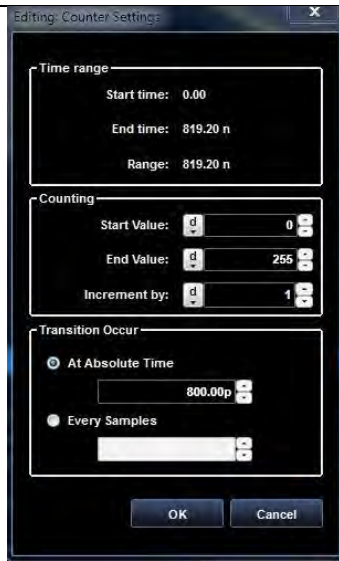 Editing: Counter Settings
X
Time range
Start time: 0.00
End time: 819.20 n
Range: 819.20 n
Counting
Start Value: d 0
End Value: d 255
Increment by: d 1
Transition Occur
At Absolute Time
800.00p
Every Samples
OK Cancel